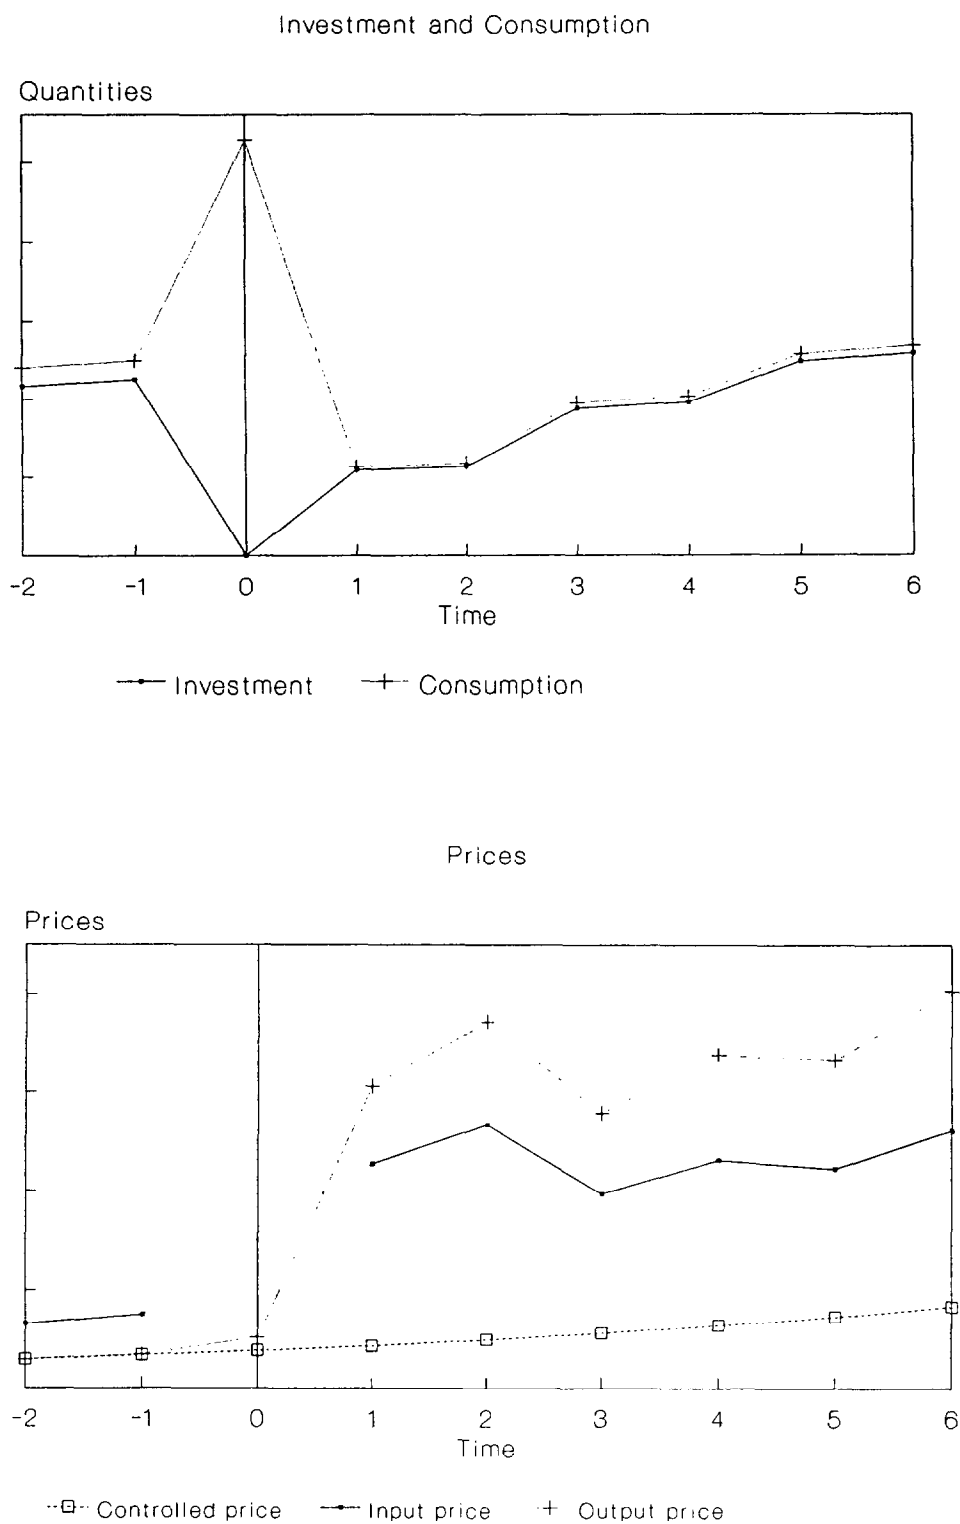 Investment and Consumption
Quantities
-2 -1 0 1 2 3 4 5 6
Time
Investment Consumption
Prices
Prices
-2 -1 0 1 2 3 4 5 6
Time
Controlled price Input price Output price